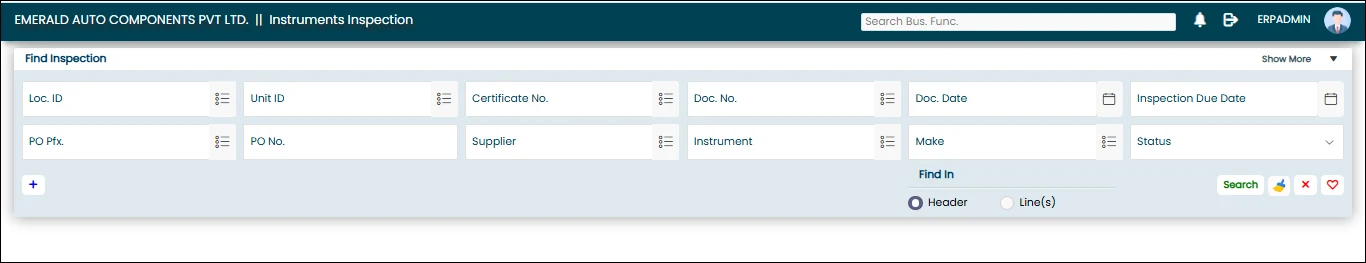 EMERALD AUTO COMPONENTS PVT LTD. || Instruments Inspection
Search Bus. Func.
ERPADMIN
Find Inspection
Show More
Loc. ID
Unit ID
Certificate No.
Doc. No.
Doc. Date
Inspection Due Date
PO Pfx.
PO No.
Supplier
Instrument
Make
Status
+
Find In
Search
Header
Line(s)